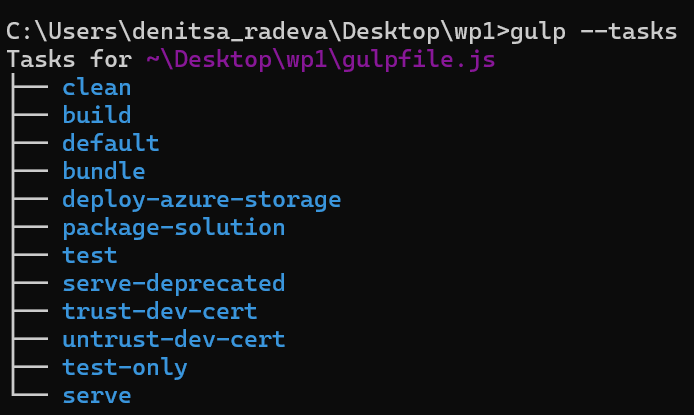 C:\Users\denitsa_radeva\Desktop\wp1>gulp --tasks
Tasks for ~\Desktop\wp1\gulpfile.js
├── clean
├── build
├── default
├── bundle
├── deploy-azure-storage
├── package-solution
├── test
├── serve-deprecated
├── trust-dev-cert
├── untrust-dev-cert
├── test-only
└── serve